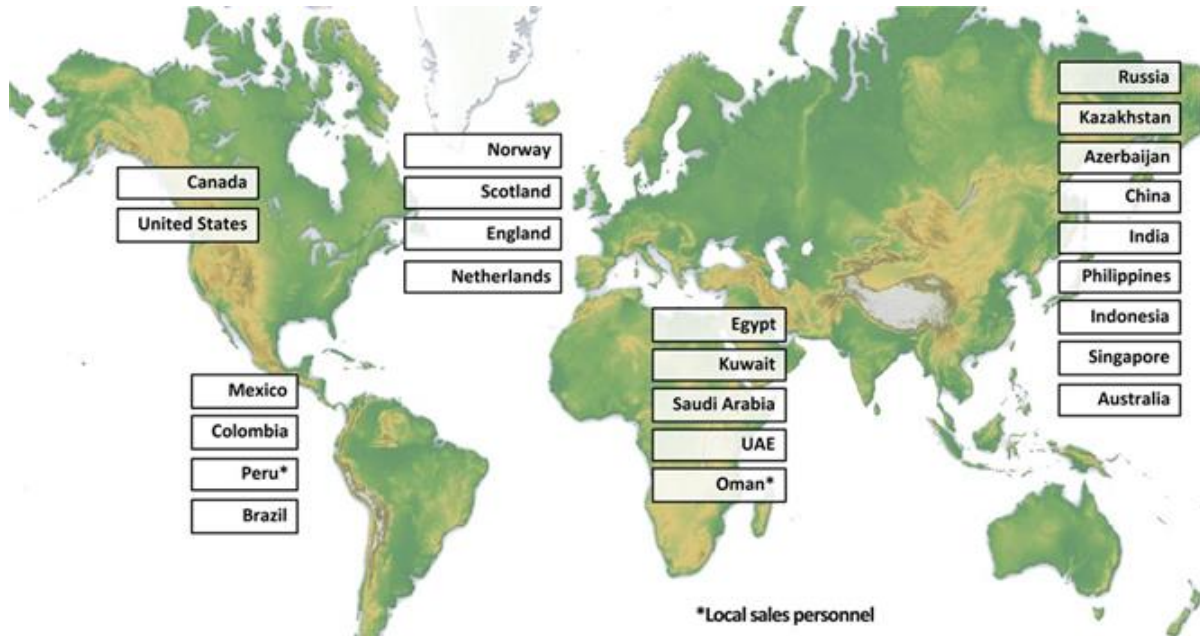 Canada
United States
Norway
Scotland
England
Netherlands
Mexico
Colombia
Peru*
Brazil
Egypt
Kuwait
Saudi Arabia
UAE
Oman*
Russia
Kazakhstan
Azerbaijan
China
India
Philippines
Indonesia
Singapore
Australia
*Local sales personnel